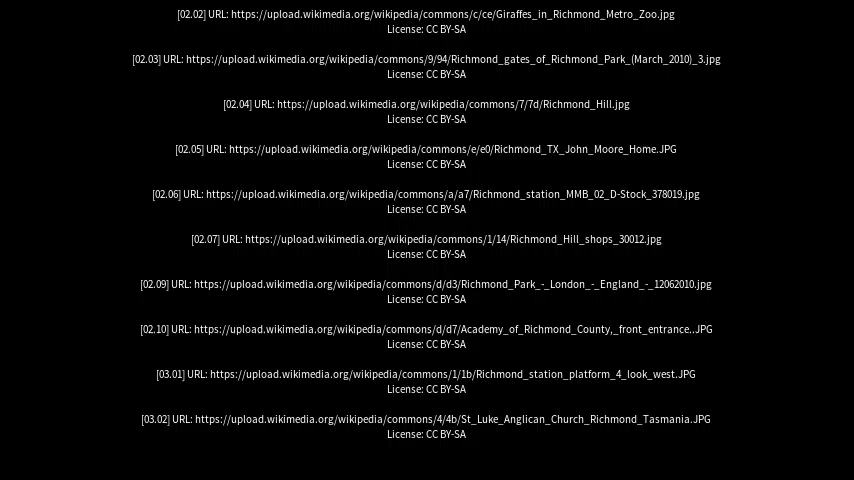 [02.02] URL: https://upload.wikimedia.org/wikipedia/commons/c/ce/Giraffes_in_Richmond_Metro_Zoo.jpg
License: CC BY-SA
[02.03] URL: https://upload.wikimedia.org/wikipedia/commons/9/94/Richmond_gates_of_Richmond_Park_(March_2010)_3.jpg
License: CC BY-SA
[02.04] URL: https://upload.wikimedia.org/wikipedia/commons/7/7d/Richmond_Hill.jpg
License: CC BY-SA
[02.05] URL: https://upload.wikimedia.org/wikipedia/commons/e/e0/Richmond_TX_John_Moore_Home.JPG
License: CC BY-SA
[02.06] URL: https://upload.wikimedia.org/wikipedia/commons/a/a7/Richmond_station_MMB_02_D-Stock_378019.jpg
License: CC BY-SA
[02.07] URL: https://upload.wikimedia.org/wikipedia/commons/1/14/Richmond_Hill_shops_30012.jpg
License: CC BY-SA
[02.09] URL: https://upload.wikimedia.org/wikipedia/commons/d/d3/Richmond_Park_-_London_-_England_-_12062010.jpg
License: CC BY-SA
[02.10] URL: https://upload.wikimedia.org/wikipedia/commons/d/d7/Academy_of_Richmond_County,_front_entrance..JPG
License: CC BY-SA
[03.01] URL: https://upload.wikimedia.org/wikipedia/commons/1/1b/Richmond_station_platform_4_look_west.JPG
License: CC BY-SA
[03.02] URL: https://upload.wikimedia.org/wikipedia/commons/4/4b/St_Luke_Anglican_Church_Richmond_Tasmania.JPG
License: CC BY-SA